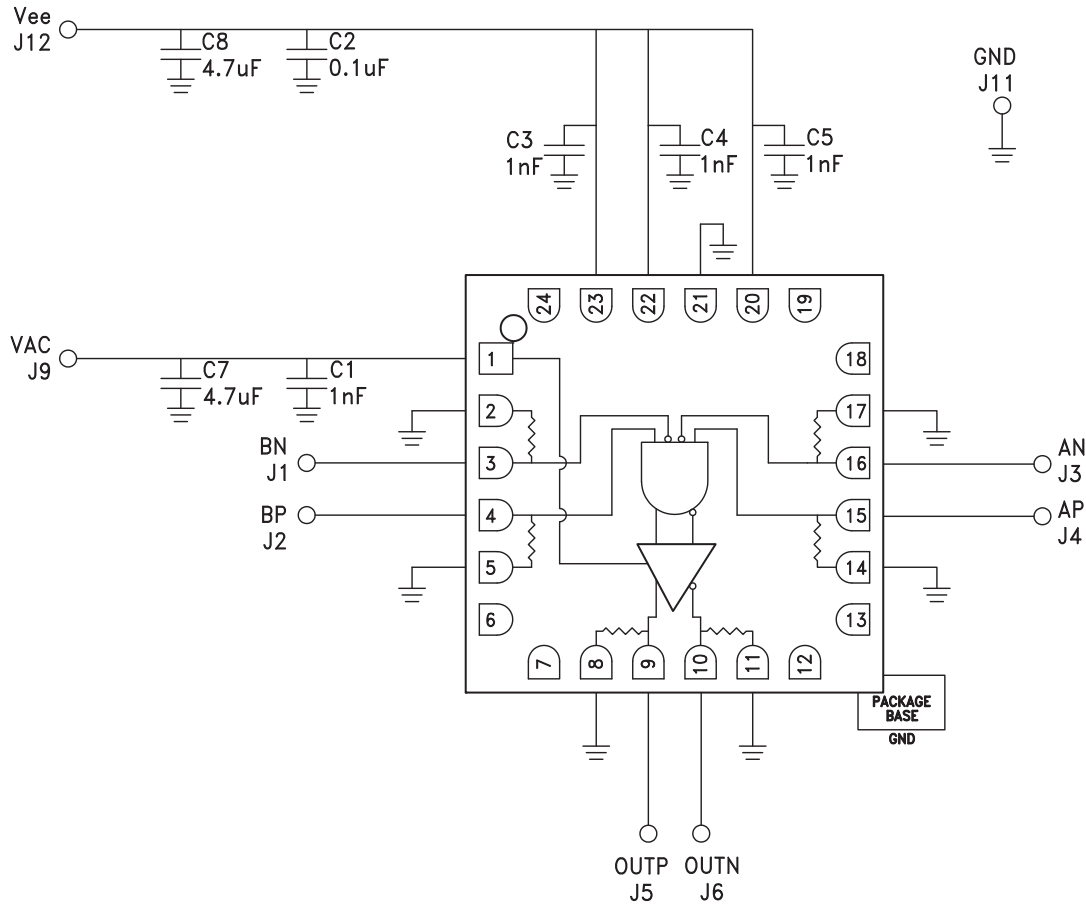 Vee
J12
C8
4.7uF
C2
0.1uF
GND
J11
C3
1nF
C4
1nF
C5
1nF
24
23
22
21
20
19
VAC
J9
C7
4.7uF
C1
1nF
1
18
2
17
BN
J1
3
16
AN
J3
BP
J2
4
15
AP
J4
5
14
6
13
7
8
9
10
11
12
PACKAGE
BASE
GND
OUTP
J5
OUTN
J6